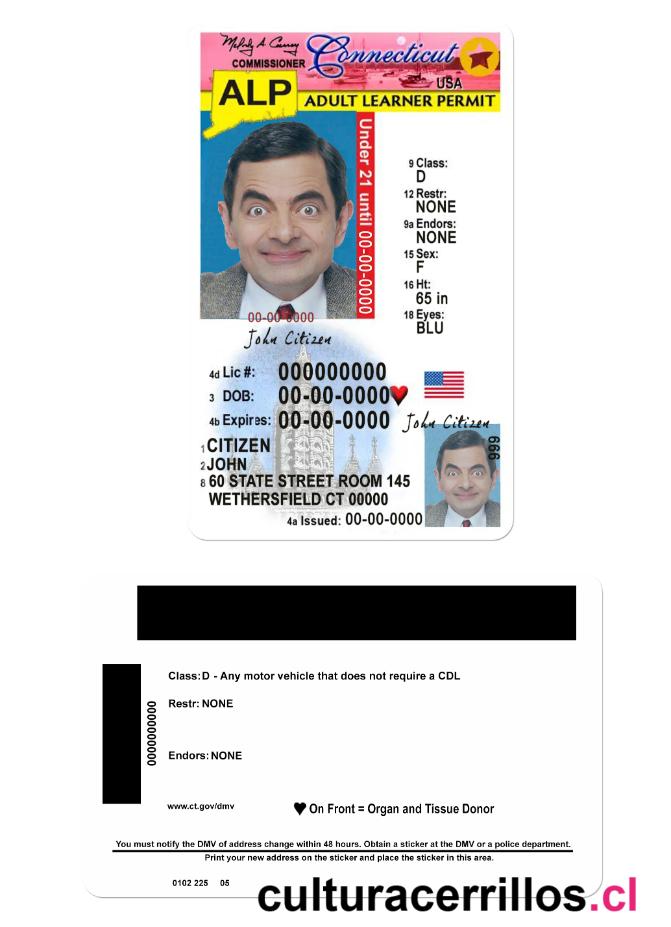 Melody A. Currey
COMMISSIONER
Connecticut
USA
ALP
ADULT LEARNER PERMIT
Under 21 until 00-00-0000
9 Class:
D
12 Restr:
NONE
9a Endors:
NONE
15 Sex:
F
16 Ht:
65 in
18 Eyes:
BLU
00-00-0000
John Citizen
4d Lic #: 000000000
3 DOB: 00-00-0000
4b Expires: 00-00-0000
John Citizen
1 CITIZEN
2 JOHN
8 60 STATE STREET ROOM 145
WETHERSFIELD CT 00000
999
4a Issued: 00-00-0000
Class: D - Any motor vehicle that does not require a CDL
Restr: NONE
0000000000
Endors: NONE
www.ct.gov/dmv
♥ On Front = Organ and Tissue Donor
You must notify the DMV of address change within 48 hours. Obtain a sticker at the DMV or a police department.
Print your new address on the sticker and place the sticker in this area.
0102 225 05
culturacerrillos.cl